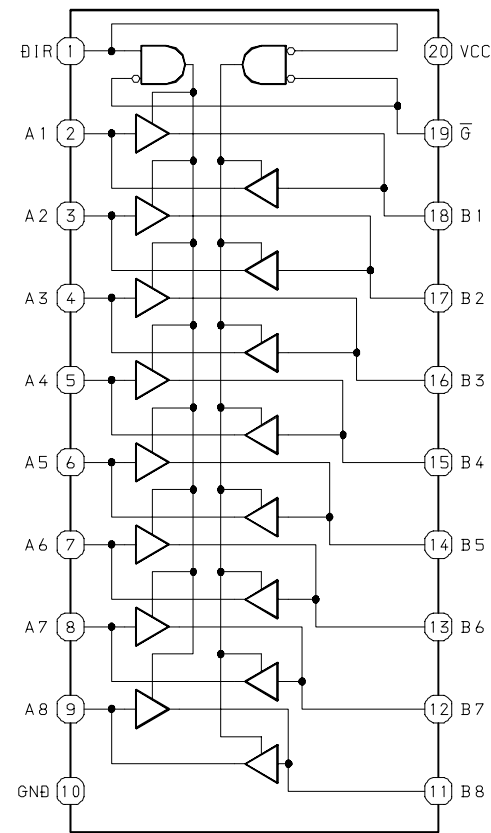 DIR 1 20 VCC
A1 2 19 G̅
A2 3 18 B1
A3 4 17 B2
A4 5 16 B3
A5 6 15 B4
A6 7 14 B5
A7 8 13 B6
A8 9 12 B7
GND 10 11 B8